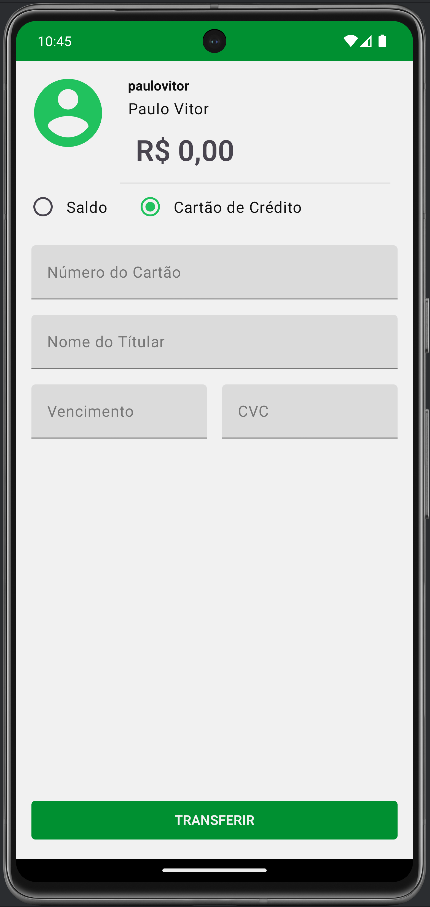 10:45
paulovitor
Paulo Vitor
R$ 0,00
Saldo Cartão de Crédito
Número do Cartão
Nome do Títular
Vencimento CVC
TRANSFERIR